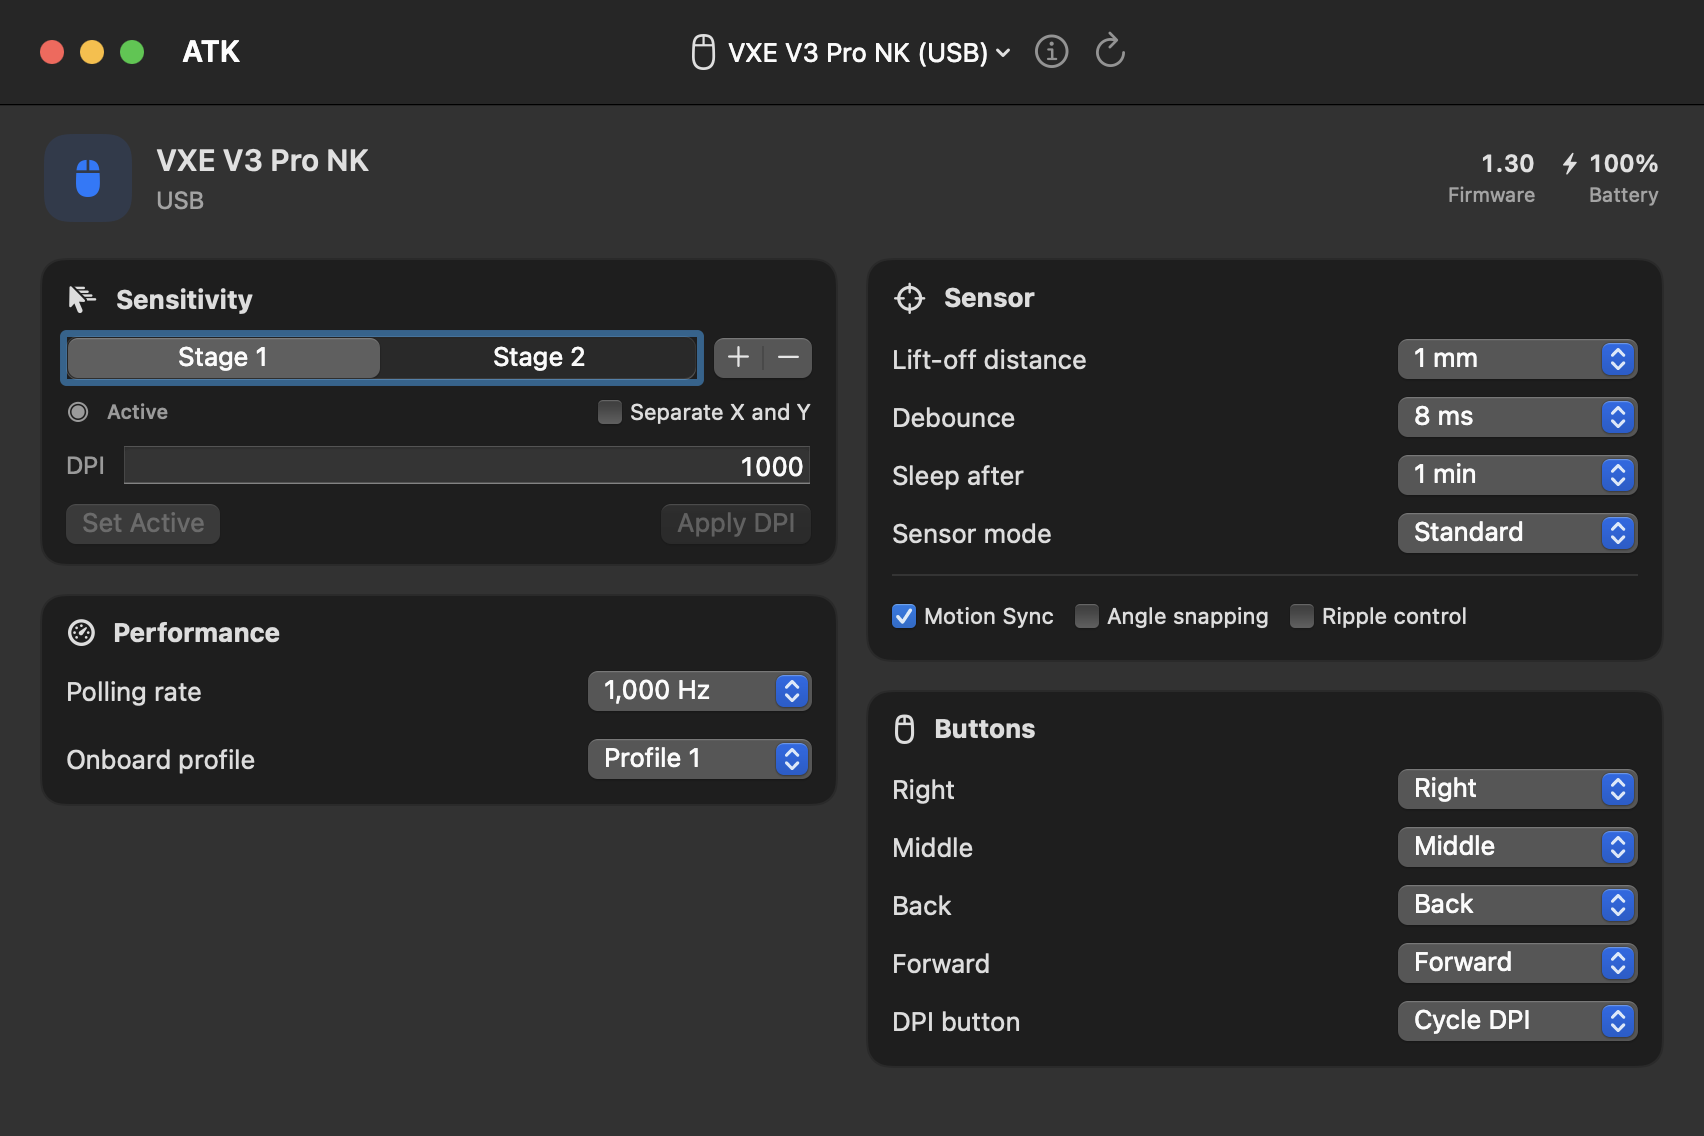 ATK
VXE V3 Pro NK (USB)
VXE V3 Pro NK
USB
1.30
Firmware
100%
Battery
Sensitivity
Stage 1
Stage 2
Active
Separate X and Y
DPI
1000
Set Active
Apply DPI
Performance
Polling rate
1,000 Hz
Onboard profile
Profile 1
Sensor
Lift-off distance
1 mm
Debounce
8 ms
Sleep after
1 min
Sensor mode
Standard
Motion Sync
Angle snapping
Ripple control
Buttons
Right
Right
Middle
Middle
Back
Back
Forward
Forward
DPI button
Cycle DPI